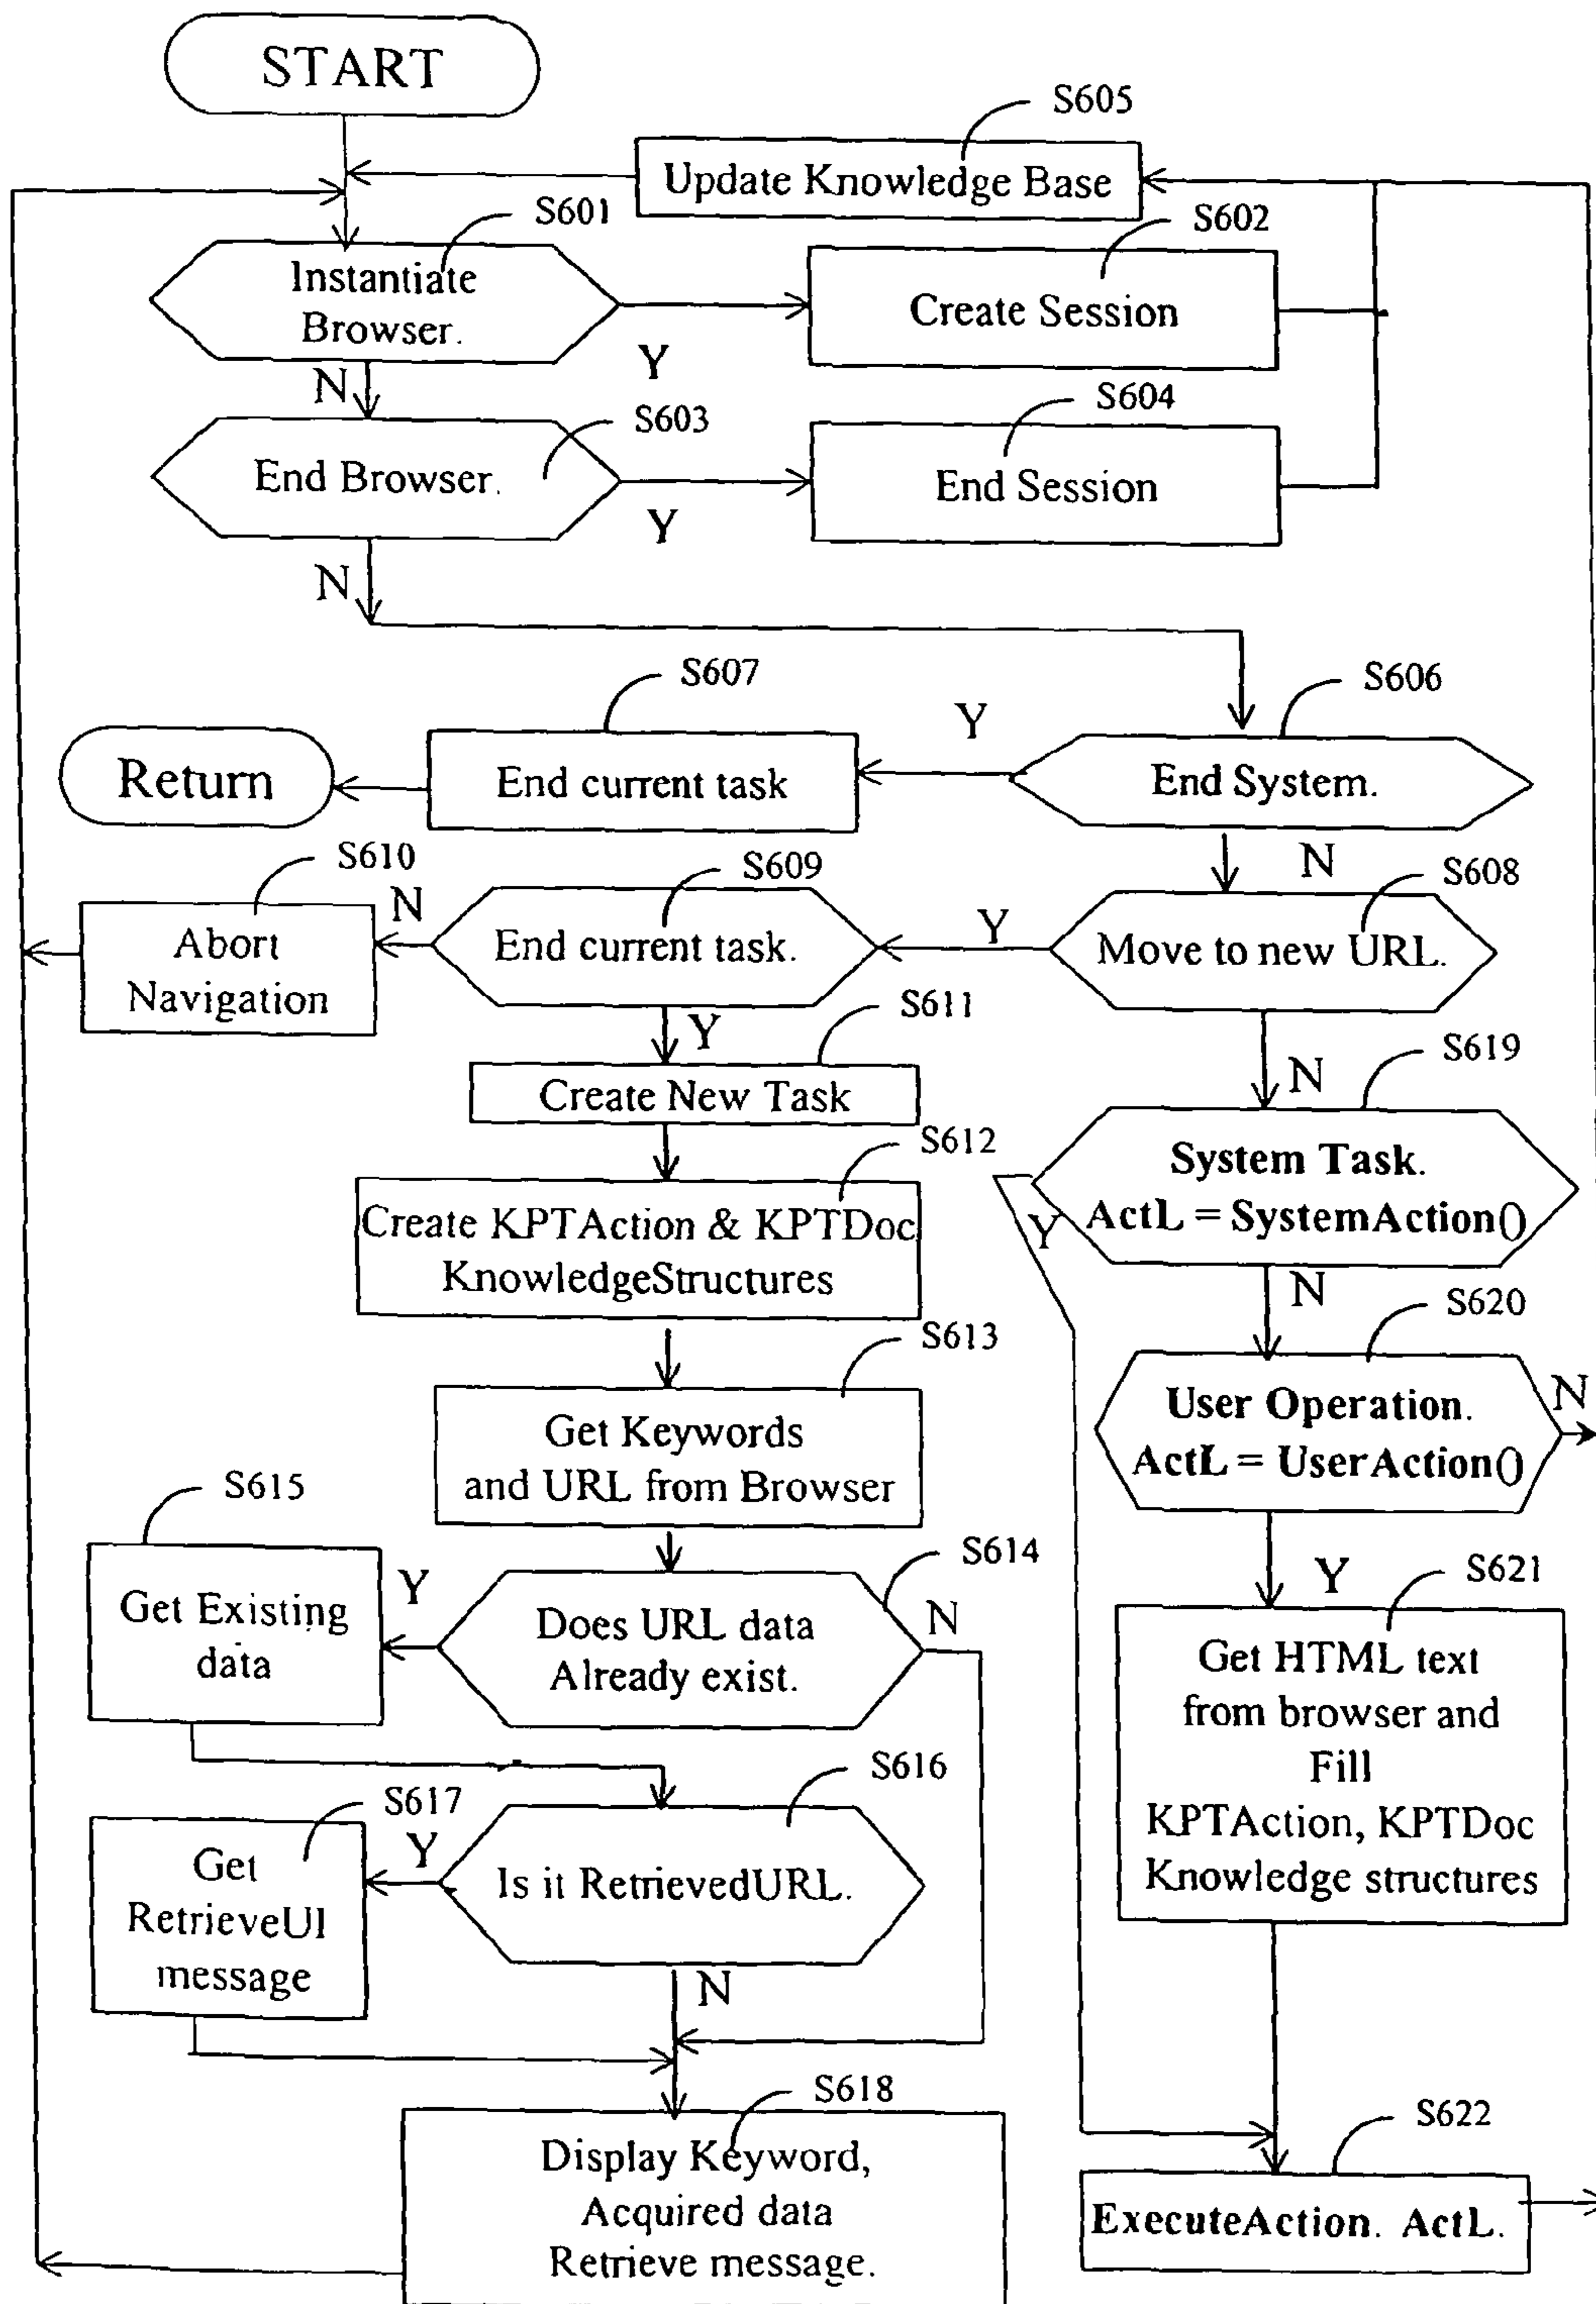 START
S605
Update Knowledge Base
S601
S602
Instantiate
Browser.
Create Session
Y
N
S603
S604
End Browser.
End Session
Y
N
S607
S606
Y
Return
End current task
End System.
N
S610
S609
S608
N
Y
Abort
Navigation
End current task.
Move to new URL.
S611
Y
Create New Task
N
S619
S612
System Task.
ActL = SystemAction()
Y
Create KPTAction & KPTDoc
KnowledgeStructures
N
S620
S613
User Operation.
ActL = UserAction()
N
Get Keywords
and URL from Browser
S615
S614
Y
S621
Y
N
Get Existing
data
Does URL data
Already exist.
Get HTML text
from browser and
Fill
KPTAction, KPTDoc
Knowledge structures
S616
S617
Y
Get
RetrieveUI
message
Is it RetrievedURL.
N
S618
S622
Display Keyword,
Acquired data
Retrieve message.
ExecuteAction. ActL.